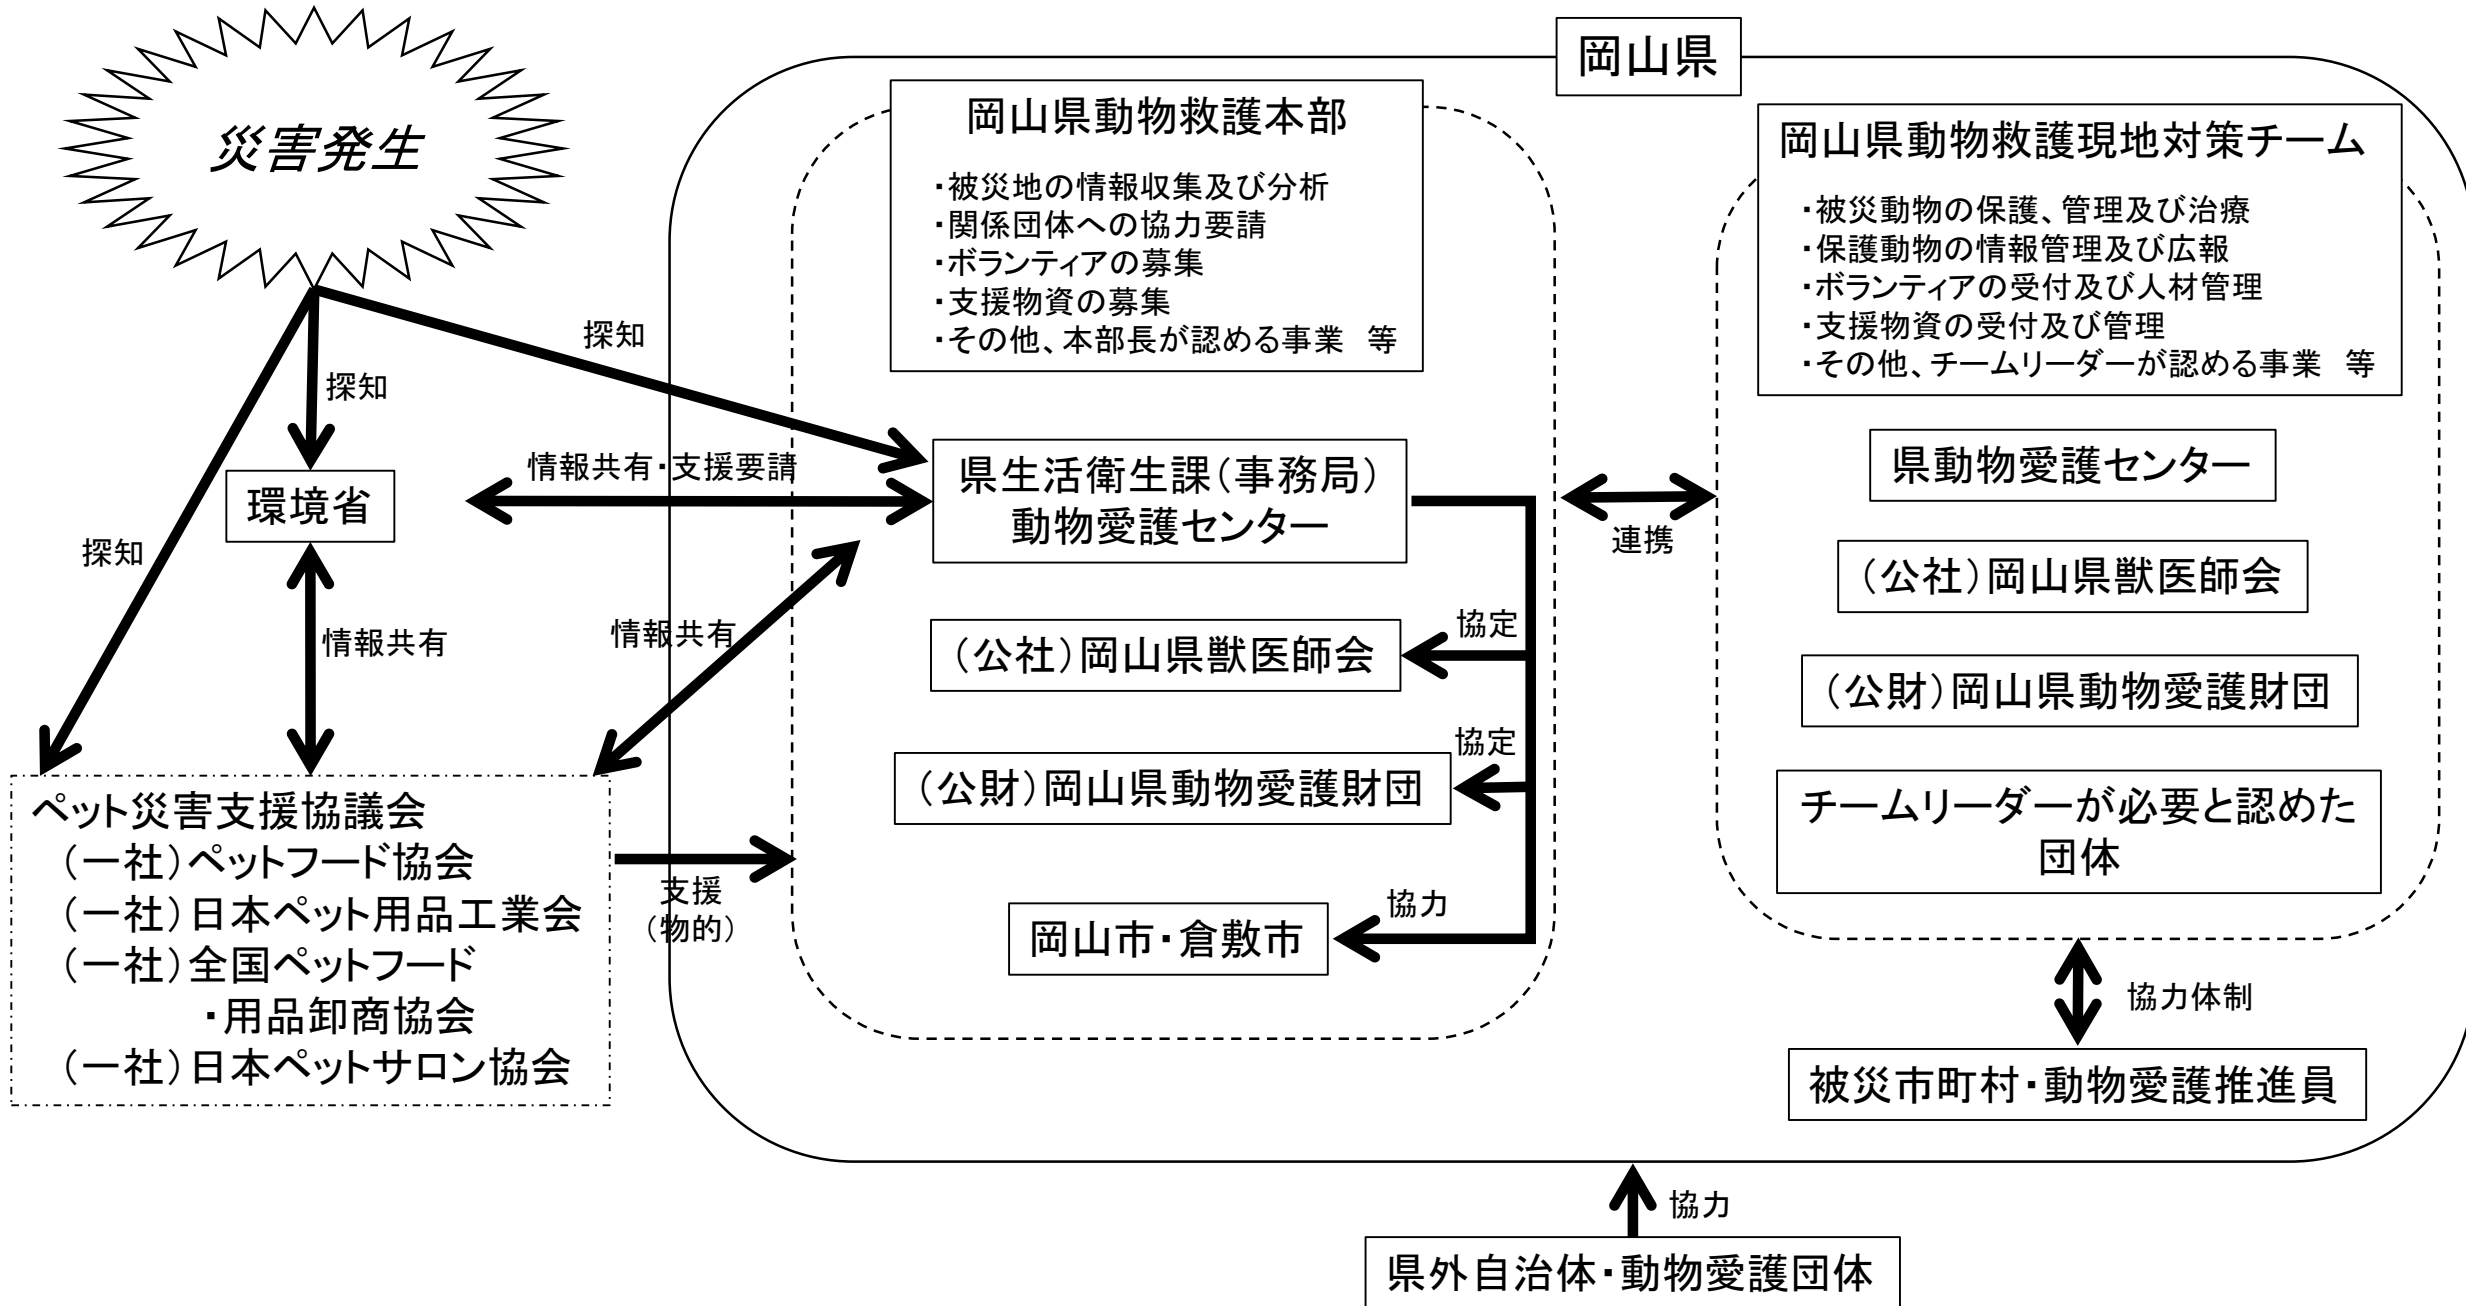 災害発生
岡山県
岡山県動物救護本部
・被災地の情報収集及び分析
・関係団体への協力要請
・ボランティアの募集
・支援物資の募集
・その他、本部長が認める事業　等
岡山県動物救護現地対策チーム
・被災動物の保護、管理及び治療
・保護動物の情報管理及び広報
・ボランティアの受付及び人材管理
・支援物資の受付及び管理
・その他、チームリーダーが認める事業　等
探知
探知
探知
環境省
情報共有・支援要請
県生活衛生課（事務局）
動物愛護センター
連携
県動物愛護センター
（公社）岡山県獣医師会
（公財）岡山県動物愛護財団
チームリーダーが必要と認めた
団体
情報共有
情報共有
協定
（公社）岡山県獣医師会
協定
（公財）岡山県動物愛護財団
協力
岡山市・倉敷市
ペット災害支援協議会
（一社）ペットフード協会
（一社）日本ペット用品工業会
（一社）全国ペットフード
・用品卸商協会
（一社）日本ペットサロン協会
支援
（物的）
協力体制
被災市町村・動物愛護推進員
協力
県外自治体・動物愛護団体